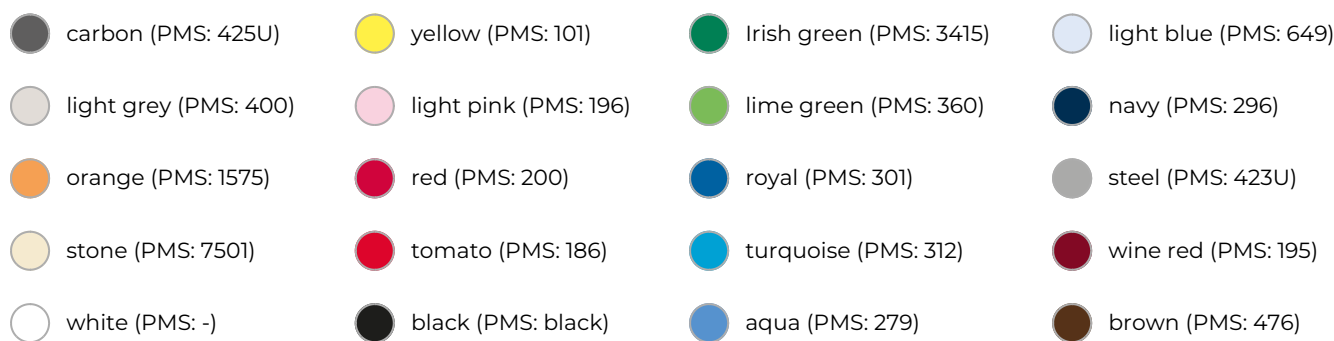 carbon (PMS: 425U)
yellow (PMS: 101)
Irish green (PMS: 3415)
light blue (PMS: 649)
light grey (PMS: 400)
light pink (PMS: 196)
lime green (PMS: 360)
navy (PMS: 296)
orange (PMS: 1575)
red (PMS: 200)
royal (PMS: 301)
steel (PMS: 423U)
stone (PMS: 7501)
tomato (PMS: 186)
turquoise (PMS: 312)
wine red (PMS: 195)
white (PMS: -)
black (PMS: black)
aqua (PMS: 279)
brown (PMS: 476)